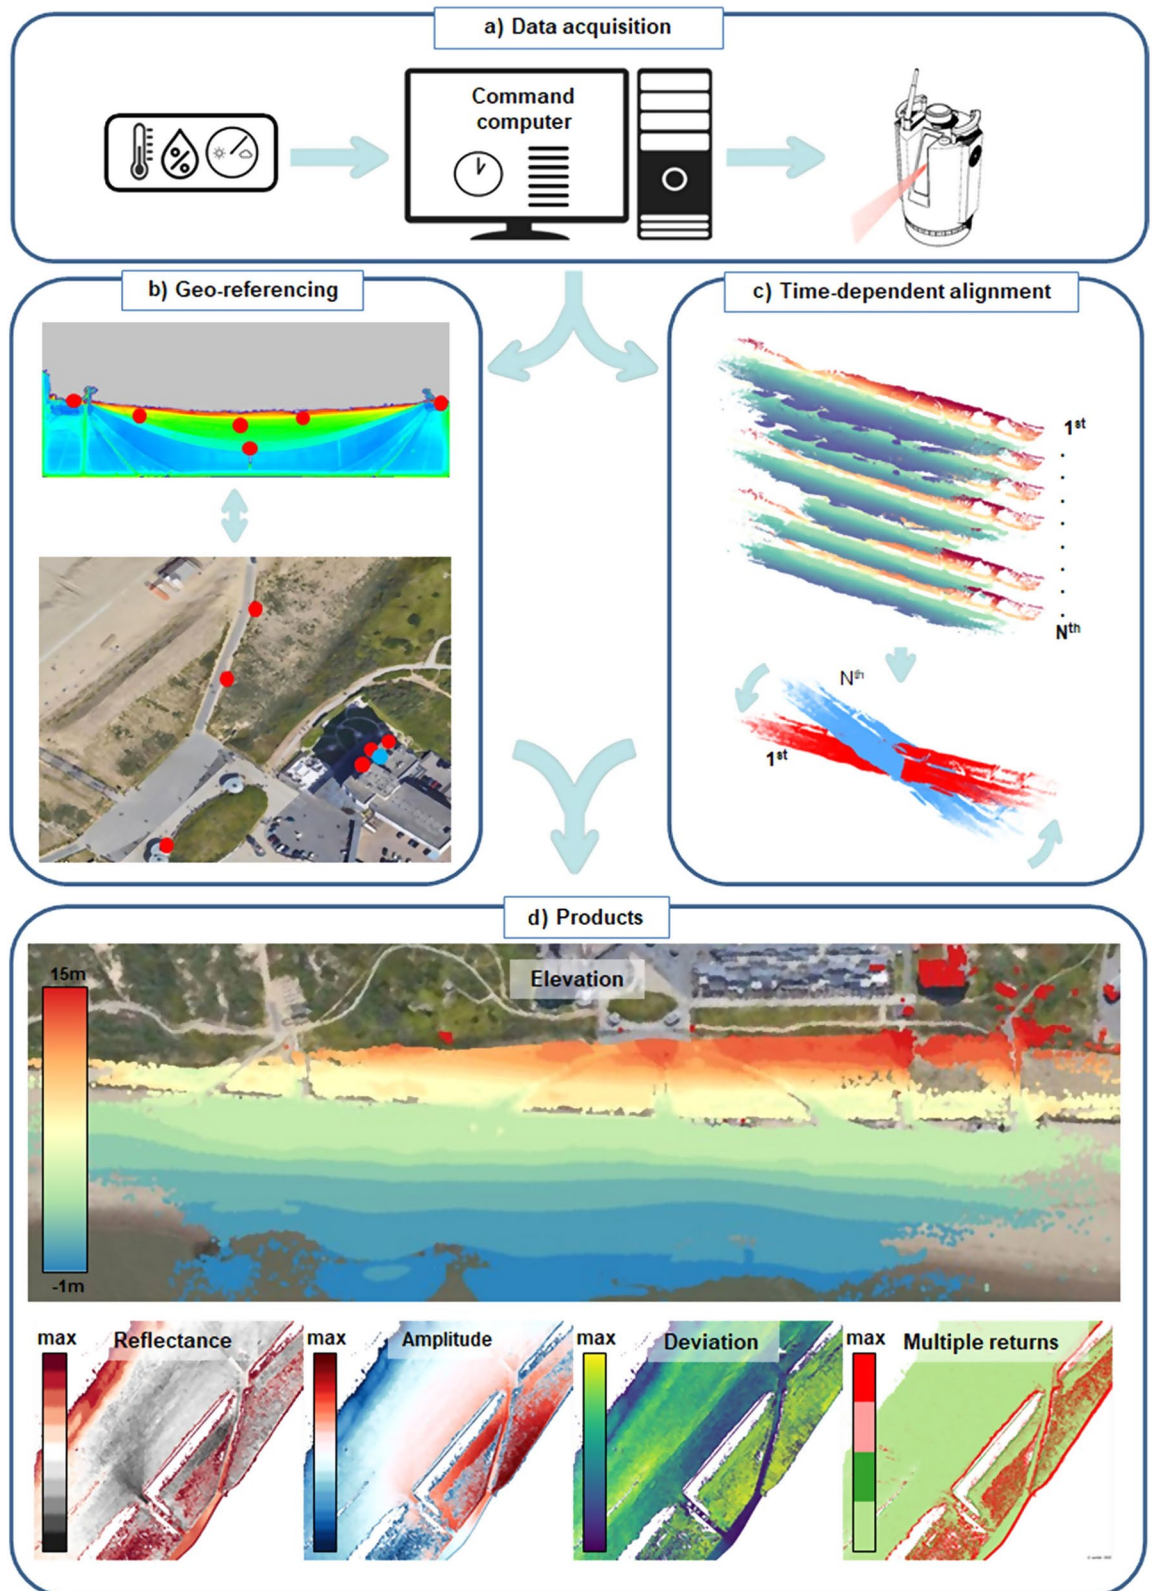 a) Data acquisition
Command
computer
%
b) Geo-referencing
c) Time-dependent alignment
1st
Nth
Nth
1st
d) Products
15m
Elevation
-1m
max
Reflectance
max
Amplitude
max
Deviation
max
Multiple returns